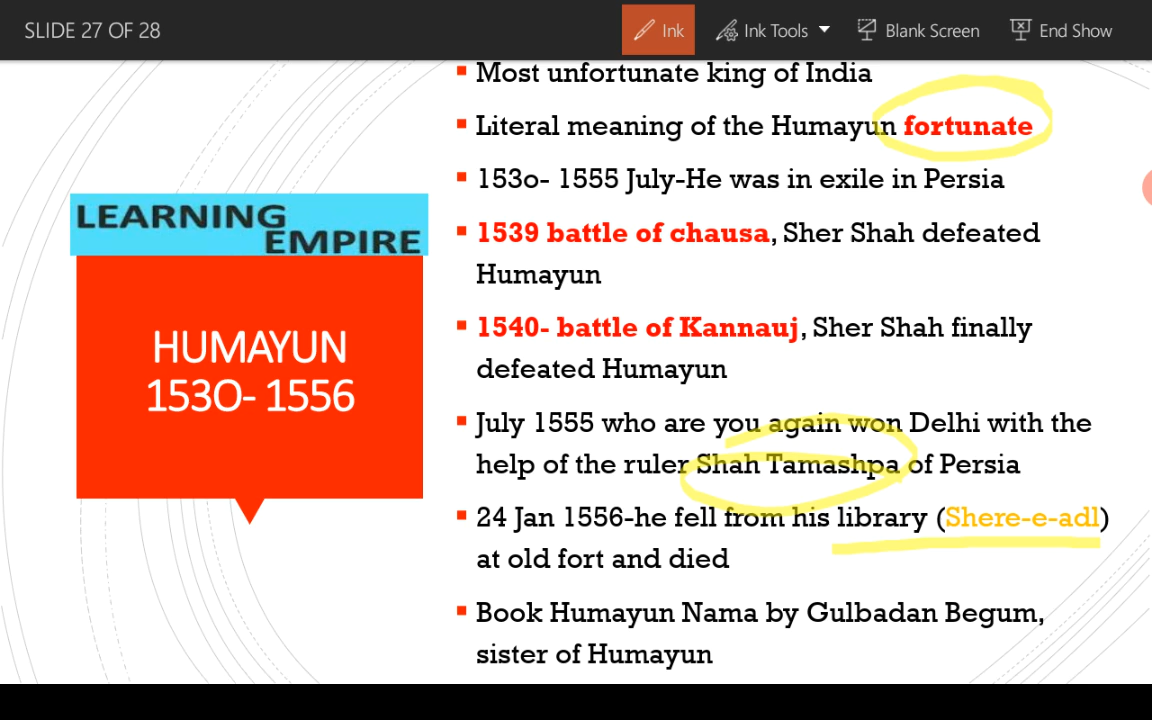 SLIDE 27 OF 28
Ink
Ink Tools
Blank Screen
End Show
Most unfortunate king of India
Literal meaning of the Humayun fortunate
153o- 1555 July-He was in exile in Persia
1539 battle of chausa, Sher Shah defeated
Humayun
1540- battle of Kannauj, Sher Shah finally
defeated Humayun
July 1555 who are you again won Delhi with the
help of the ruler Shah Tamashpa of Persia
24 Jan 1556-he fell from his library (Shere-e-adl)
at old fort and died
Book Humayun Nama by Gulbadan Begum,
sister of Humayun
LEARNING
EMPIRE
HUMAYUN
153O- 1556